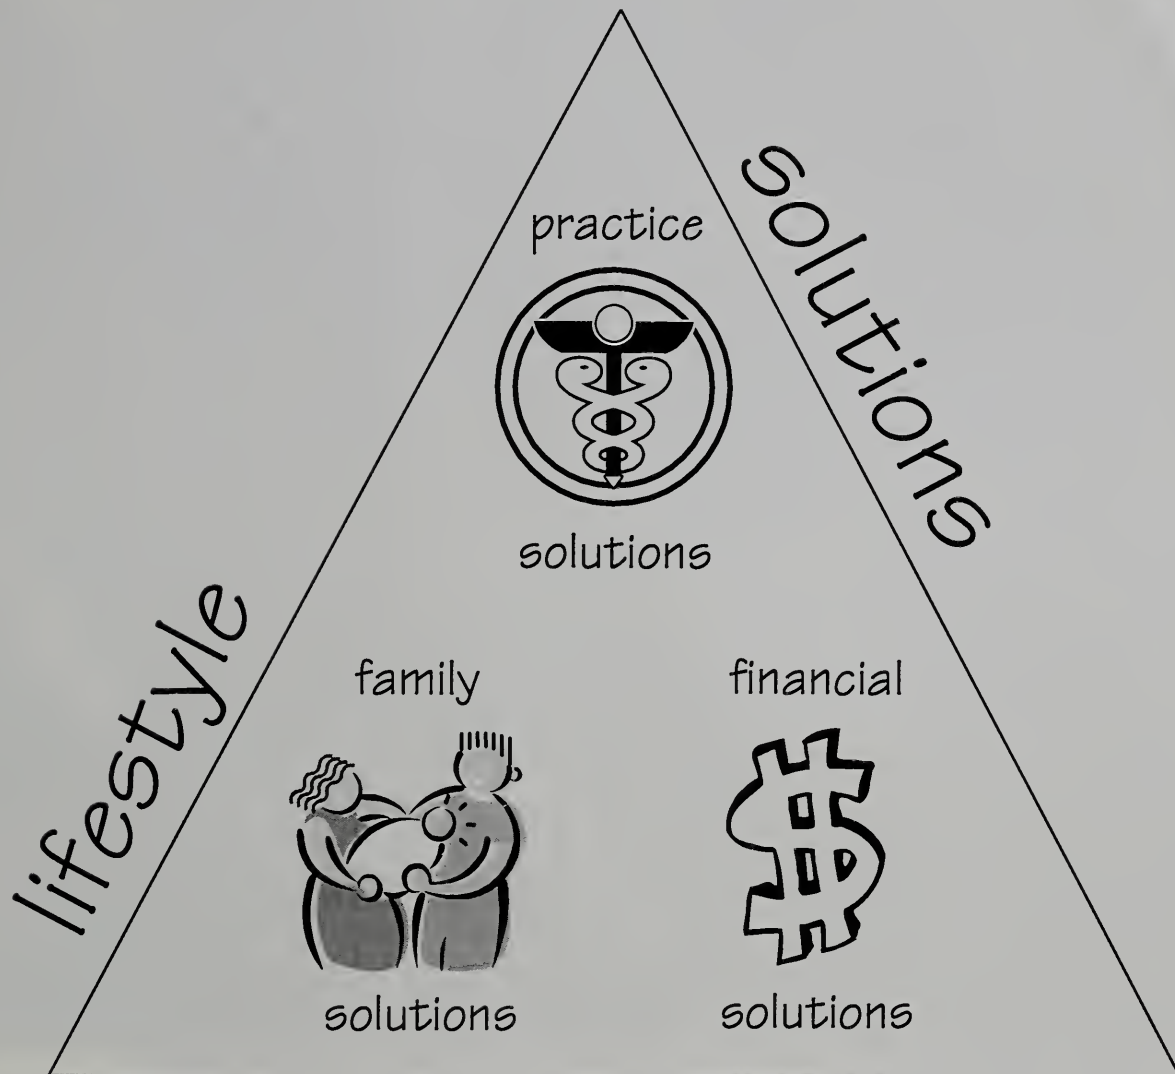 practice
solutions
lifestyle
solutions
family
solutions
financial
solutions